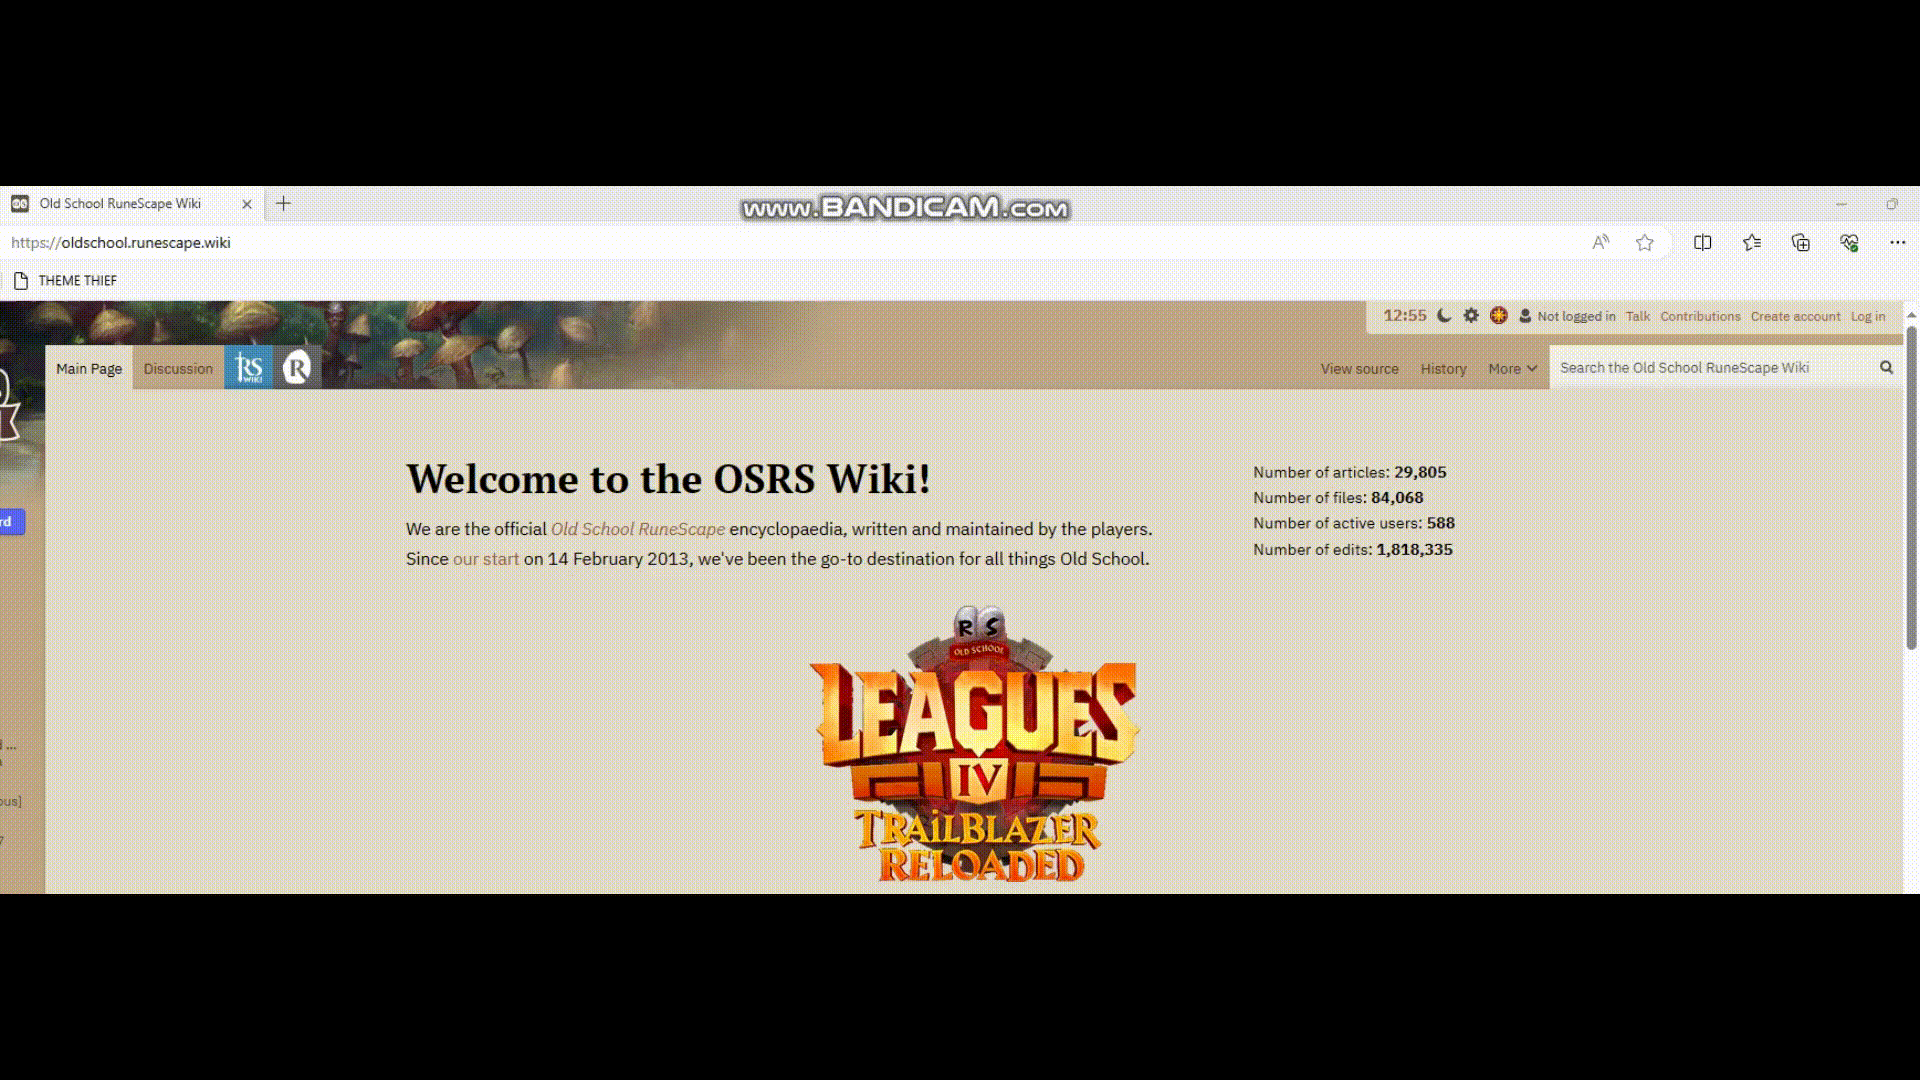 Old School RuneScape Wiki
www.BANDICAM.com
https://oldschool.runescape.wiki
THEME THIEF
12:55 Not logged in Talk Contributions Create account Log in
Main Page Discussion RS WIKI R View source History More Search the Old School RuneScape Wiki
Welcome to the OSRS Wiki!
We are the official Old School RuneScape encyclopaedia, written and maintained by the players.
Since our start on 14 February 2013, we've been the go-to destination for all things Old School.
Number of articles: 29,805
Number of files: 84,068
Number of active users: 588
Number of edits: 1,818,335
rd
ous]
RS
OLD SCHOOL
LEAGUES
IV
TRAILBLAZER
RELOADED